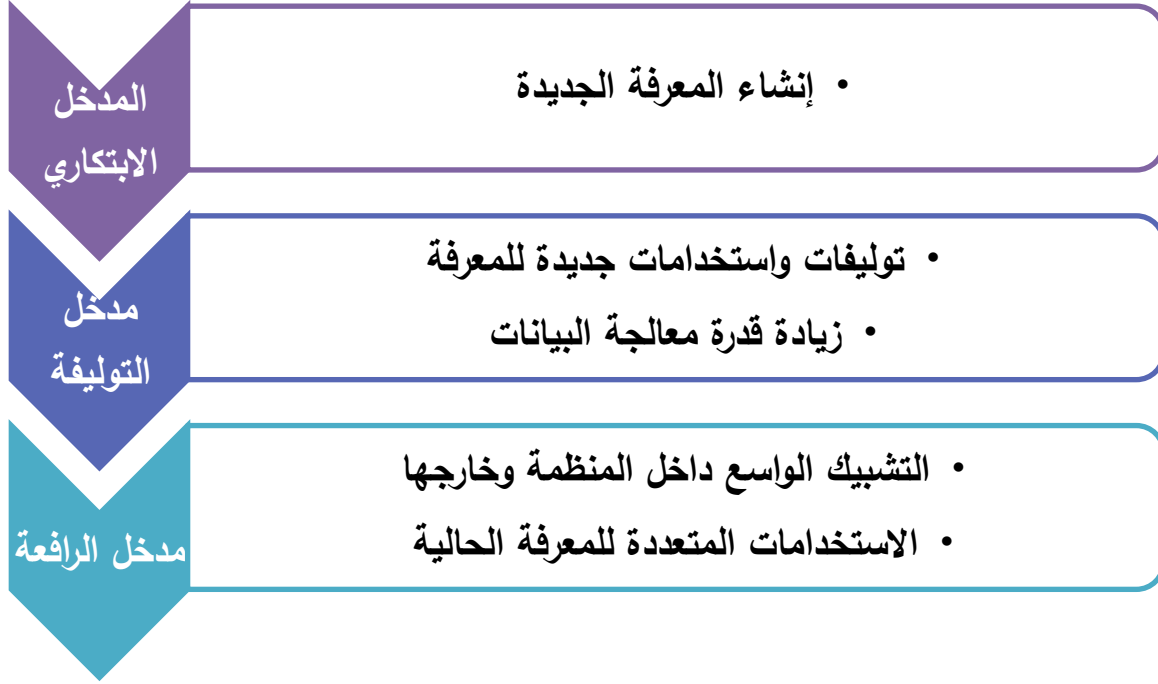 المدخل
الابتكاري
• إنشاء المعرفة الجديدة
مدخل
التوليفة
• توليفات واستخدامات جديدة للمعرفة
• زيادة قدرة معالجة البيانات
مدخل الرافعة
• التشبيك الواسع داخل المنظمة وخارجها
• الاستخدامات المتعددة للمعرفة الحالية